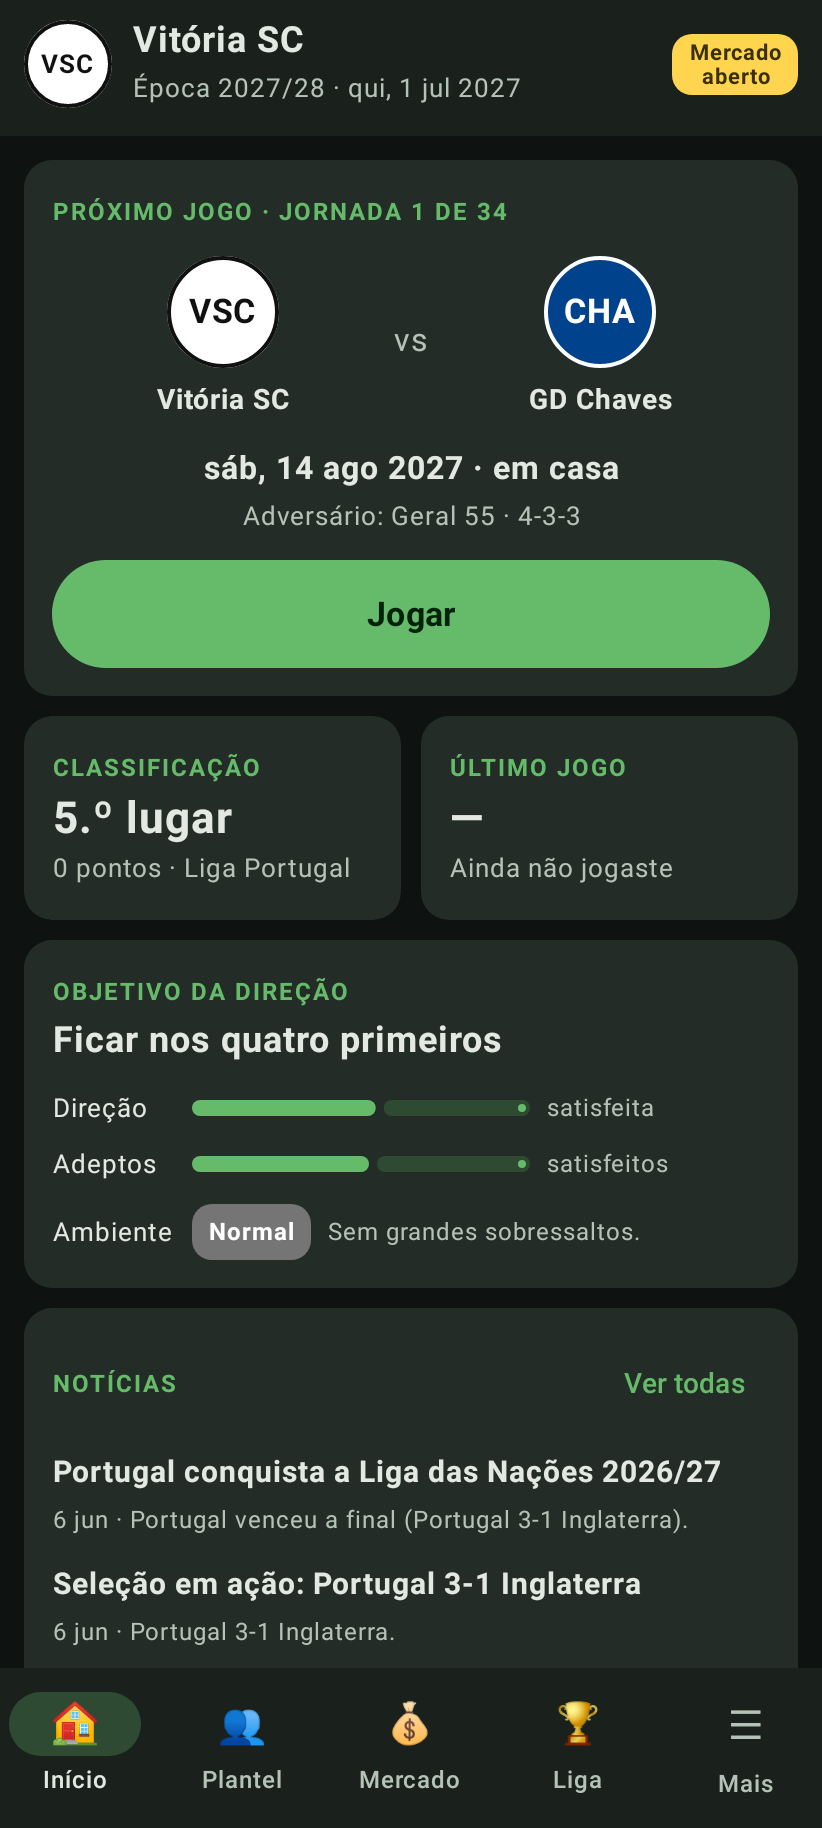 VSC
Vitória SC
Época 2027/28 · qui, 1 jul 2027
Mercado
aberto
PRÓXIMO JOGO · JORNADA 1 DE 34
VSC
vs
CHA
Vitória SC
GD Chaves
sáb, 14 ago 2027 · em casa
Adversário: Geral 55 · 4-3-3
Jogar
CLASSIFICAÇÃO
5.º lugar
0 pontos · Liga Portugal
ÚLTIMO JOGO
—
Ainda não jogaste
OBJETIVO DA DIREÇÃO
Ficar nos quatro primeiros
Direção satisfeita
Adeptos satisfeitos
Ambiente Normal Sem grandes sobressaltos.
NOTÍCIAS
Ver todas
Portugal conquista a Liga das Nações 2026/27
6 jun · Portugal venceu a final (Portugal 3-1 Inglaterra).
Seleção em ação: Portugal 3-1 Inglaterra
6 jun · Portugal 3-1 Inglaterra.
Início
Plantel
Mercado
Liga
Mais